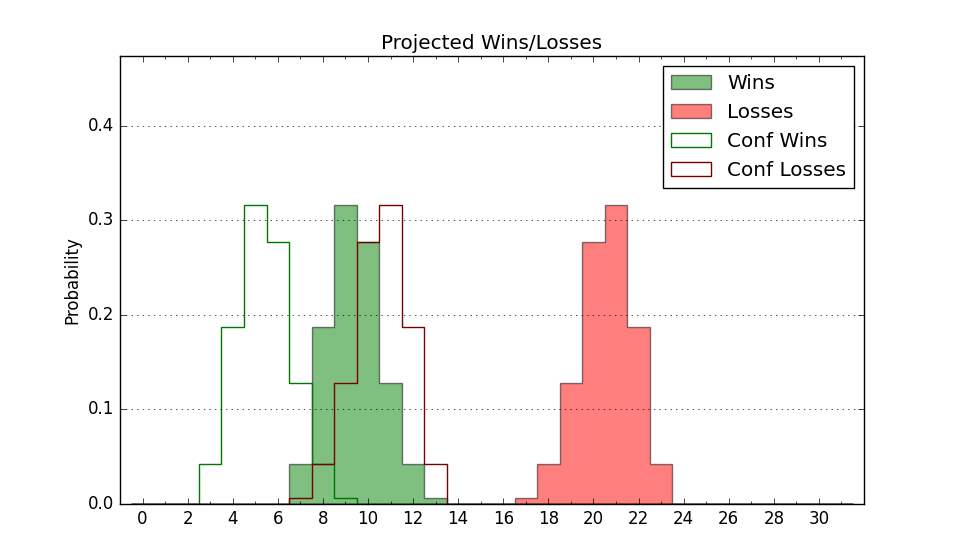 Projected Wins/Losses
Wins
Losses
Conf Wins
Conf Losses
Probability
0.4
0.3
0.2
0.1
0.0
0 2 4 6 8 10 12 14 16 18 20 22 24 26 28 30